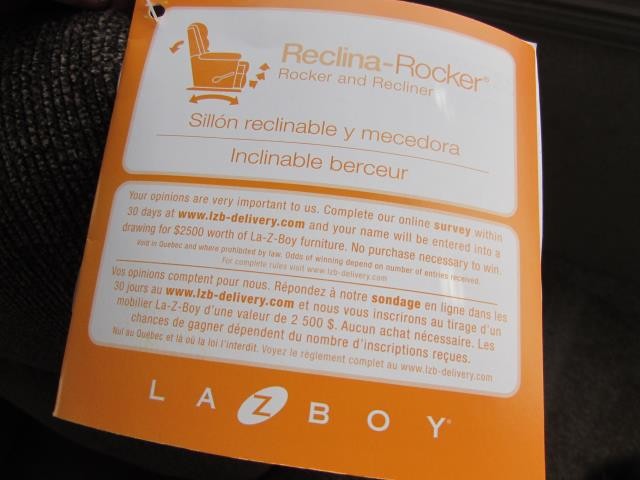 Reclina-Rocker®
Rocker and Recliner
Sillón reclinable y mecedora
Inclinable berceur
Your opinions are very important to us. Complete our online survey within
30 days at www.lzb-delivery.com and your name will be entered into a
drawing for $2500 worth of La-Z-Boy furniture. No purchase necessary to win.
Void in Quebec and where prohibited by law. Odds of winning depend on number of entries received.
For complete rules visit www.lzb-delivery.com
Vos opinions comptent pour nous. Répondez à notre sondage en ligne dans les
30 jours au www.lzb-delivery.com et nous vous inscrirons au tirage d'un
mobilier La-Z-Boy d'une valeur de 2 500 $. Aucun achat nécessaire. Les
chances de gagner dépendent du nombre d'inscriptions reçues.
Nul au Québec et là où la loi l'interdit. Voyez le règlement complet au www.lzb-delivery.com
LAZBOY®